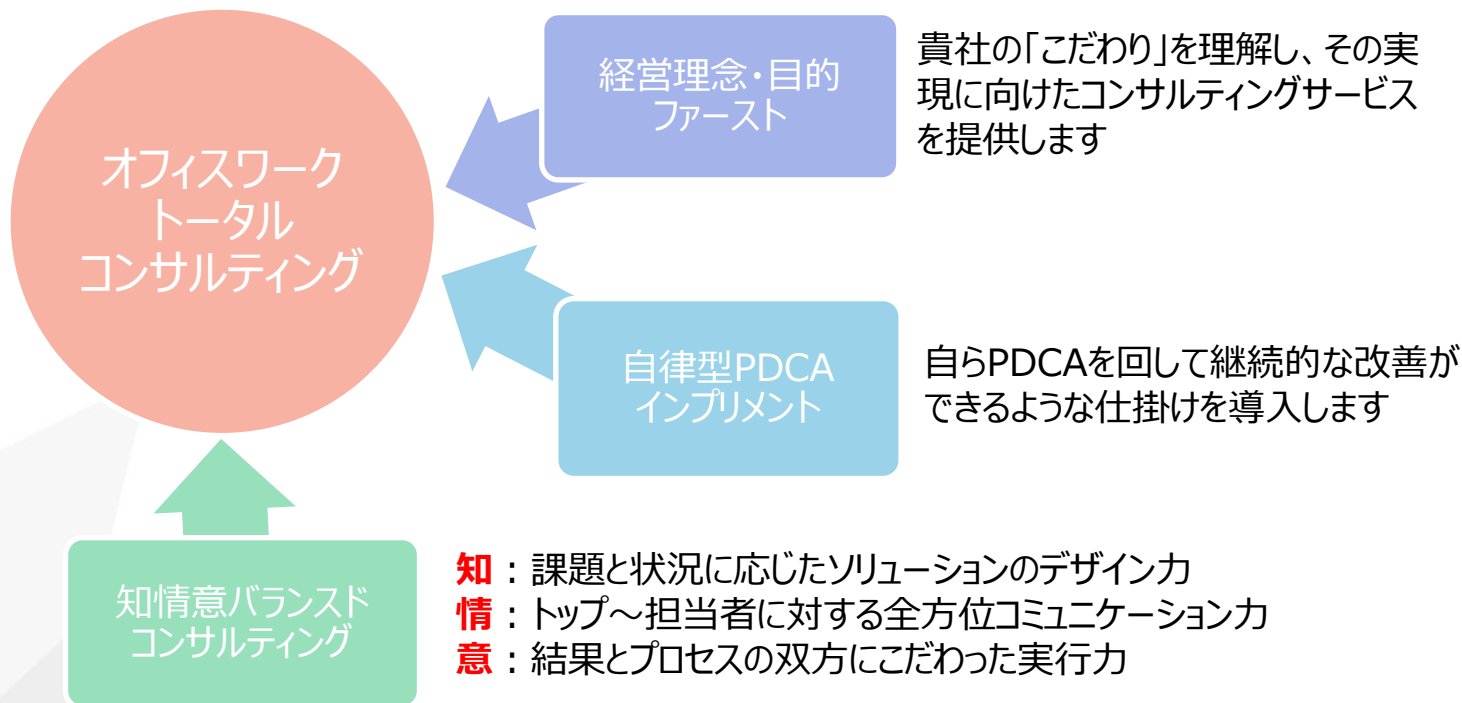 オフィスワーク
トータル
コンサルティング
経営理念・目的
ファースト
貴社の「こだわり」を理解し、その実
現に向けたコンサルティングサービス
を提供します
自律型PDCA
インプリメント
自らPDCAを回して継続的な改善が
できるような仕掛けを導入します
知情意バランスド
コンサルティング
知：課題と状況に応じたソリューションのデザイン力
情：トップ～担当者に対する全方位コミュニケーション力
意：結果とプロセスの双方にこだわった実行力